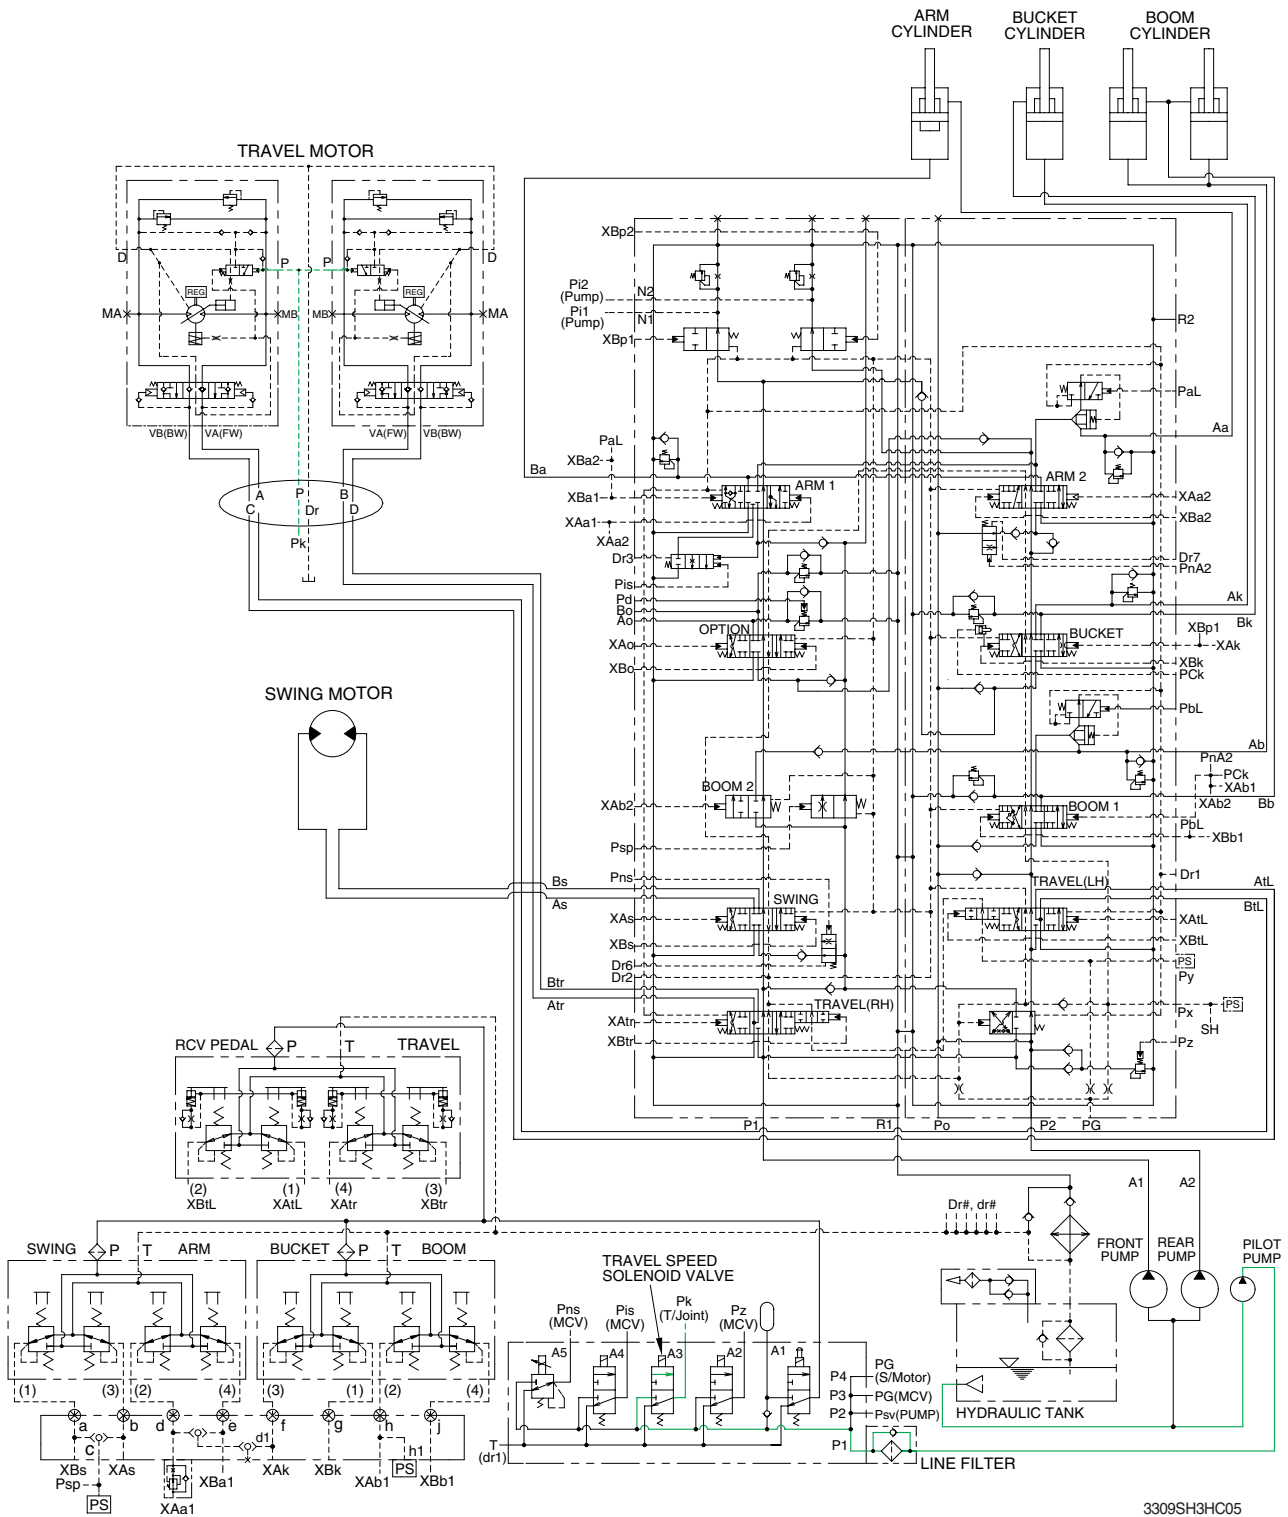 ARM
CYLINDER
BUCKET
CYLINDER
BOOM
CYLINDER
TRAVEL MOTOR
D
P
P
D
REG
REG
MA
MB
MB
MA
VB(BW)
VA(FW)
VA(FW)
VB(BW)
A
P
B
C
Dr
D
Pk
SWING MOTOR
XBp2
Pi2
(Pump)
N2
Pi1
(Pump)
N1
XBp1
R2
PaL
Aa
PaL
XBa2
Ba
XBa1
ARM 1
ARM 2
XAa1
XAa2
XAa2
XBa2
Dr3
Dr7
PnA2
Pis
Pd
Bo
Ao
Ak
Bk
OPTION
BUCKET
XBp1
XAo
XAk
XBo
XBk
PCk
PbL
Ab
PnA2
PCk
XAb1
XAb2
Bb
BOOM 2
XAb2
BOOM 1
PbL
XBb1
Psp
Pns
Dr1
Bs
As
SWING
TRAVEL(LH)
AtL
BtL
XAs
XAtL
XBs
XBtL
Dr6
Dr2
PS
Py
Btr
Atr
TRAVEL(RH)
Px
PS
SH
XAtr
XBtr
Pz
P1
R1
Po
P2
PG
RCV PEDAL
P
T
TRAVEL
(2)
(1)
(4)
(3)
XBtL
XAtL
XAtr
XBtr
A1
A2
Dr#, dr#
FRONT
PUMP
REAR
PUMP
PILOT
PUMP
SWING
P
T
ARM
BUCKET
P
T
BOOM
(1)
(3)
(2)
(4)
(3)
(1)
(2)
(4)
a
b
d
e
f
g
h
j
c
d1
h1
XBs
XAs
XBa1
XAk
XBk
XAb1
PS
XBb1
Psp
PS
XAa1
TRAVEL SPEED
SOLENOID VALVE
Pns
(MCV)
Pis
(MCV)
Pk
(T/Joint)
Pz
(MCV)
A5
A4
A3
A2
A1
P4
PG
(S/Motor)
P3
PG(MCV)
P2
Psv(PUMP)
T
(dr1)
P1
LINE FILTER
HYDRAULIC TANK
3309SH3HC05